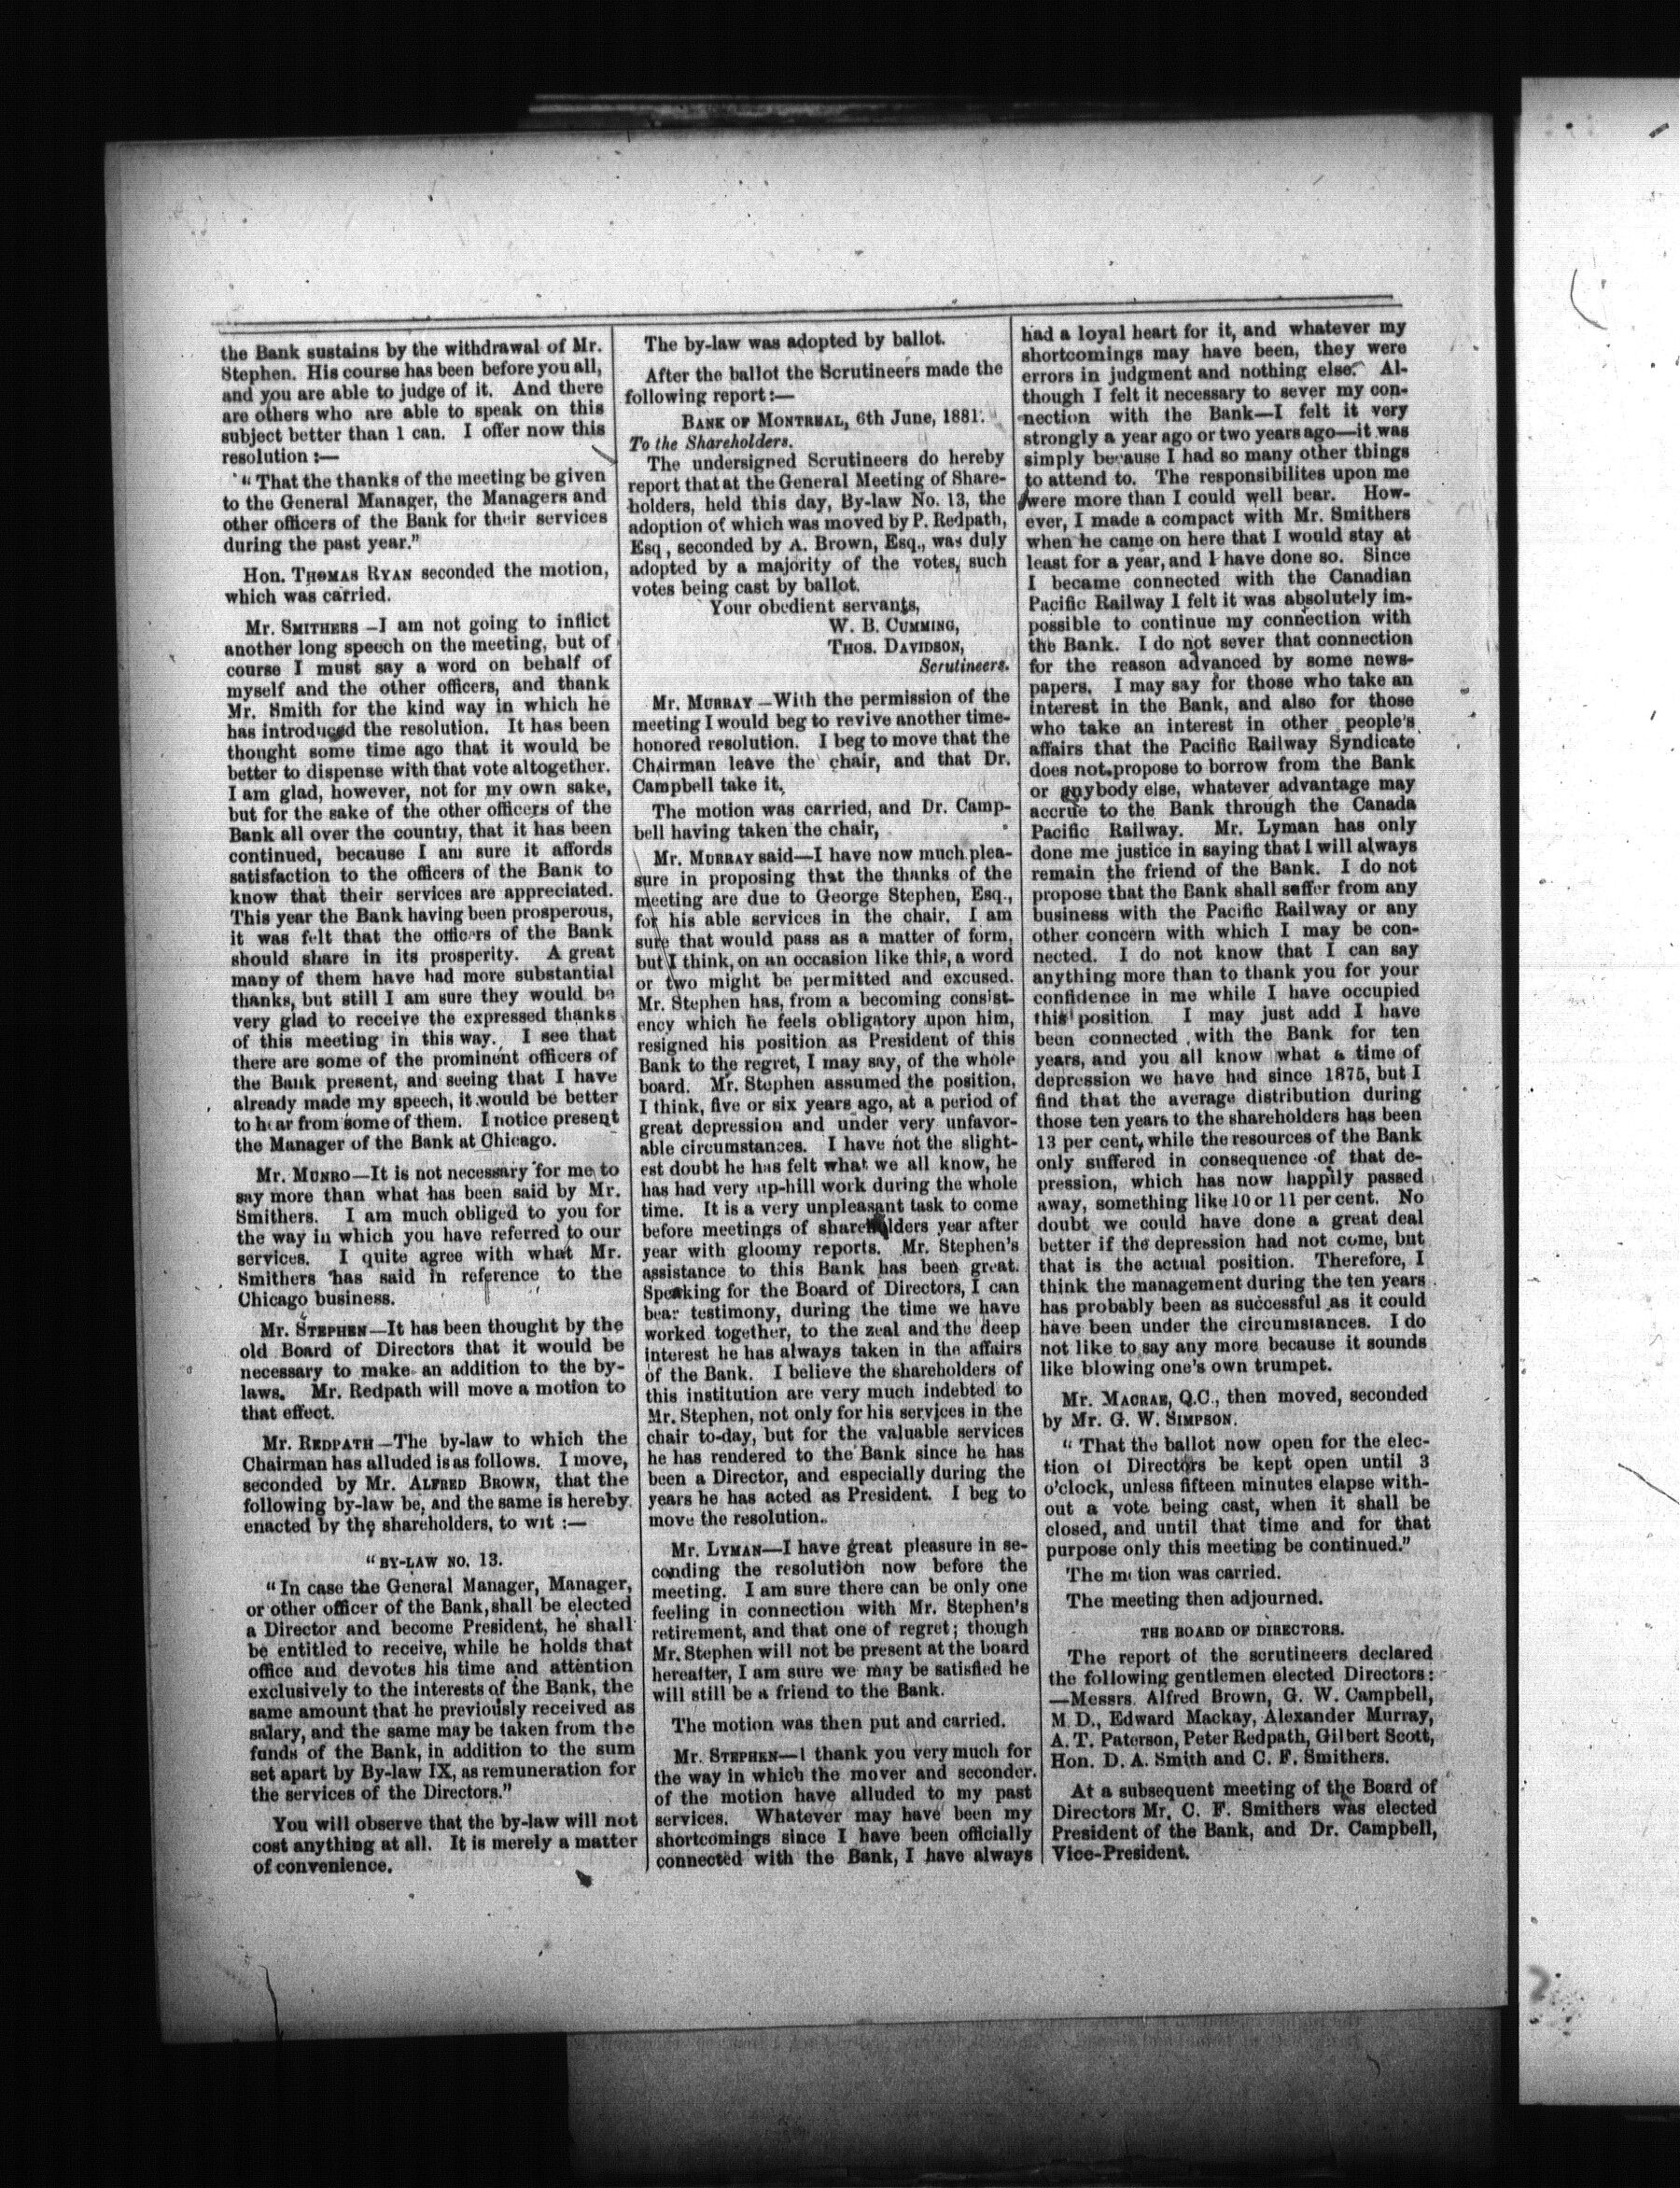 the Bank sustains by the withdrawal of Mr.
Stephen. His course has been before you all,
and you are able to judge of it. And there
are others who are able to speak on this
subject better than I can. I offer now this
resolution :—
"That the thanks of the meeting be given
to the General Manager, the Managers and
other officers of the Bank for their services
during the past year."
Hon. THOMAS RYAN seconded the motion,
which was carried.
Mr. SMITHERS—I am not going to inflict
another long speech on the meeting, but of
course I must say a word on behalf of
myself and the other officers, and thank
Mr. Smith for the kind way in which he
has introduced the resolution. It has been
thought some time ago that it would be
better to dispense with that vote altogether.
I am glad, however, not for my own sake,
but for the sake of the other officers of the
Bank all over the country, that it has been
continued, because I am sure it affords
satisfaction to the officers of the Bank to
know that their services are appreciated.
This year the Bank having been prosperous,
it was felt that the officers of the Bank
should share in its prosperity. A great
many of them have had more substantial
thanks, but still I am sure they would be
very glad to receive the expressed thanks
of this meeting in this way. I see that
there are some of the prominent officers of
the Bank present, and seeing that I have
already made my speech, it would be better
to hear from some of them. I notice present
the Manager of the Bank at Chicago.
Mr. MUNRO—It is not necessary for me to
say more than what has been said by Mr.
Smithers. I am much obliged to you for
the way in which you have referred to our
services. I quite agree with what Mr.
Smithers has said in reference to the
Chicago business.
Mr. STEPHEN—It has been thought by the
old Board of Directors that it would be
necessary to make an addition to the by-
laws. Mr. Redpath will move a motion to
that effect.
Mr. REDPATH—The by-law to which the
Chairman has alluded is as follows. I move,
seconded by Mr. ALFRED BROWN, that the
following by-law be, and the same is hereby
enacted by the shareholders, to wit :—
"BY-LAW NO. 13.
"In case the General Manager, Manager,
or other officer of the Bank, shall be elected
a Director and become President, he shall
be entitled to receive, while he holds that
office and devotes his time and attention
exclusively to the interests of the Bank, the
same amount that he previously received as
salary, and the same may be taken from the
funds of the Bank, in addition to the sum
set apart by By-law IX, as remuneration for
the services of the Directors."
You will observe that the by-law will not
cost anything at all. It is merely a matter
of convenience.
The by-law was adopted by ballot.
After the ballot the Scrutineers made the
following report :—
BANK OF MONTREAL, 6th June, 1881.
To the Shareholders.
The undersigned Scrutineers do hereby
report that at the General Meeting of Share-
holders, held this day, By-law No. 13, the
adoption of which was moved by P. Redpath,
Esq, seconded by A. Brown, Esq., was duly
adopted by a majority of the votes, such
votes being cast by ballot.
Your obedient servants,
W. B. CUMMING,
THOS. DAVIDSON,
Scrutineers.
Mr. MURRAY—With the permission of the
meeting I would beg to revive another time-
honored resolution. I beg to move that the
Chairman leave the chair, and that Dr.
Campbell take it.
The motion was carried, and Dr. Camp-
bell having taken the chair,
Mr. MURRAY said—I have now much plea-
sure in proposing that the thanks of the
meeting are due to George Stephen, Esq.,
for his able services in the chair. I am
sure that would pass as a matter of form,
but I think, on an occasion like this, a word
or two might be permitted and excused.
Mr. Stephen has, from a becoming consist-
ency which he feels obligatory upon him,
resigned his position as President of this
Bank to the regret, I may say, of the whole
board. Mr. Stephen assumed the position,
I think, five or six years ago, at a period of
great depression and under very unfavor-
able circumstances. I have not the slight-
est doubt he has felt what we all know, he
has had very up-hill work during the whole
time. It is a very unpleasant task to come
before meetings of shareholders year after
year with gloomy reports. Mr. Stephen's
assistance to this Bank has been great.
Speaking for the Board of Directors, I can
bear testimony, during the time we have
worked together, to the zeal and the deep
interest he has always taken in the affairs
of the Bank. I believe the shareholders of
this institution are very much indebted to
Mr. Stephen, not only for his services in the
chair to-day, but for the valuable services
he has rendered to the Bank since he has
been a Director, and especially during the
years he has acted as President. I beg to
move the resolution.
Mr. LYMAN—I have great pleasure in se-
conding the resolution now before the
meeting. I am sure there can be only one
feeling in connection with Mr. Stephen's
retirement, and that one of regret; though
Mr. Stephen will not be present at the board
hereafter, I am sure we may be satisfied he
will still be a friend to the Bank.
The motion was then put and carried.
Mr. STEPHEN—I thank you very much for
the way in which the mover and seconder
of the motion have alluded to my past
services. Whatever may have been my
shortcomings since I have been officially
connected with the Bank, I have always
had a loyal heart for it, and whatever my
shortcomings may have been, they were
errors in judgment and nothing else. Al-
though I felt it necessary to sever my con-
nection with the Bank—I felt it very
strongly a year ago or two years ago—it was
simply because I had so many other things
to attend to. The responsibilites upon me
were more than I could well bear. How-
ever, I made a compact with Mr. Smithers
when he came on here that I would stay at
least for a year, and I have done so. Since
I became connected with the Canadian
Pacific Railway I felt it was absolutely im-
possible to continue my connection with
the Bank. I do not sever that connection
for the reason advanced by some news-
papers. I may say for those who take an
interest in the Bank, and also for those
who take an interest in other people's
affairs that the Pacific Railway Syndicate
does not propose to borrow from the Bank
or anybody else, whatever advantage may
accrue to the Bank through the Canada
Pacific Railway. Mr. Lyman has only
done me justice in saying that I will always
remain the friend of the Bank. I do not
propose that the Bank shall suffer from any
business with the Pacific Railway or any
other concern with which I may be con-
nected. I do not know that I can say
anything more than to thank you for your
confidence in me while I have occupied
this position I may just add I have
been connected with the Bank for ten
years, and you all know what a time of
depression we have had since 1875, but I
find that the average distribution during
those ten years to the shareholders has been
13 per cent, while the resources of the Bank
only suffered in consequence of that de-
pression, which has now happily passed
away, something like 10 or 11 per cent. No
doubt we could have done a great deal
better if the depression had not come, but
that is the actual position. Therefore, I
think the management during the ten years
has probably been as successful as it could
have been under the circumstances. I do
not like to say any more because it sounds
like blowing one's own trumpet.
Mr. MACRAE, Q.C., then moved, seconded
by Mr. G. W. SIMPSON.
"That the ballot now open for the elec-
tion of Directors be kept open until 3
o'clock, unless fifteen minutes elapse with-
out a vote being cast, when it shall be
closed, and until that time and for that
purpose only this meeting be continued."
The motion was carried.
The meeting then adjourned.
THE BOARD OF DIRECTORS.
The report of the scrutineers declared
the following gentlemen elected Directors:
—Messrs. Alfred Brown, G. W. Campbell,
M.D., Edward Mackay, Alexander Murray,
A. T. Paterson, Peter Redpath, Gilbert Scott,
Hon. D. A. Smith and C. F. Smithers.
At a subsequent meeting of the Board of
Directors Mr. C. F. Smithers was elected
President of the Bank, and Dr. Campbell,
Vice-President.